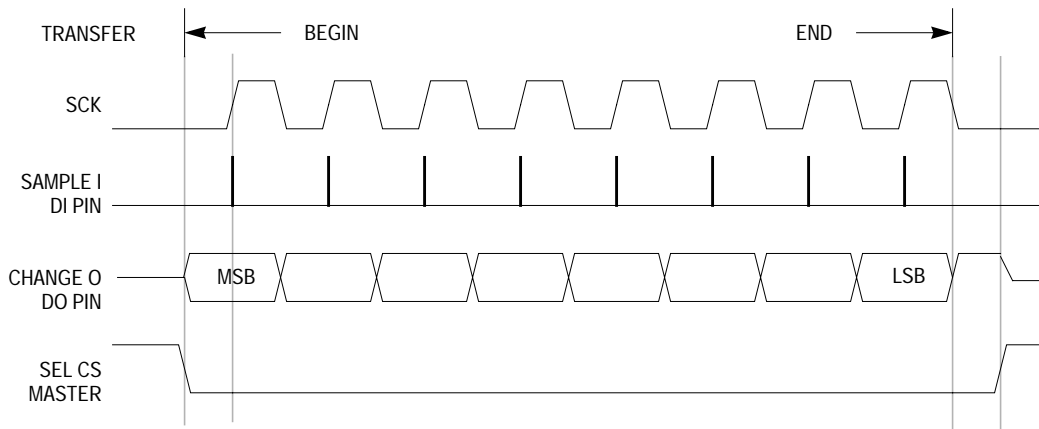 TRANSFER
BEGIN
END
SCK
SAMPLE I
DI PIN
CHANGE O
DO PIN
MSB
LSB
SEL CS
MASTER